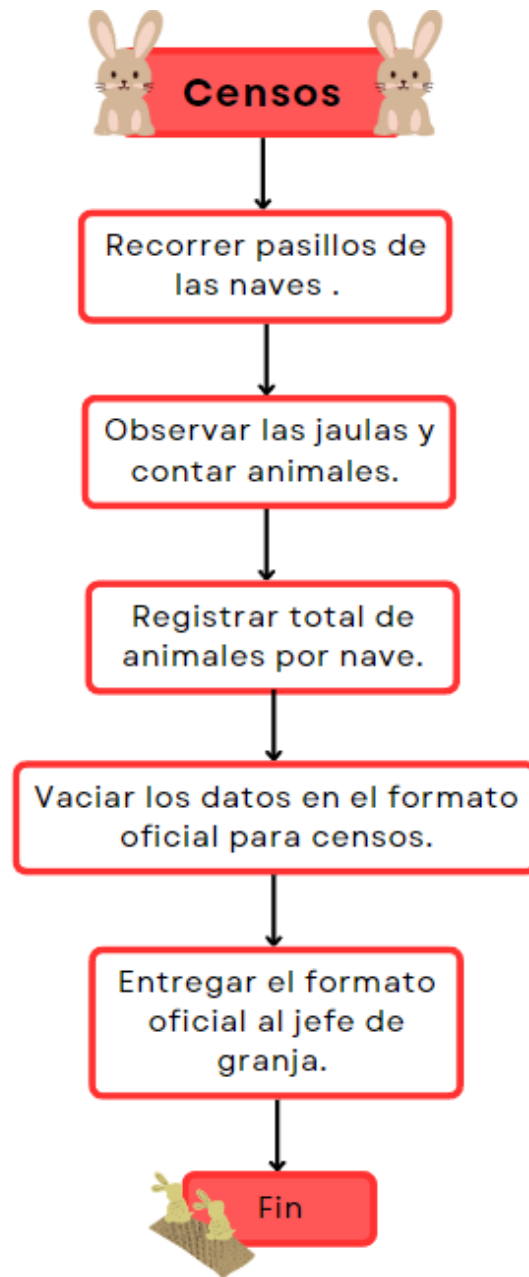 Censos
Recorrer pasillos de
las naves .
Observar las jaulas y
contar animales.
Registrar total de
animales por nave.
Vaciar los datos en el formato
oficial para censos.
Entregar el formato
oficial al jefe de
granja.
Fin